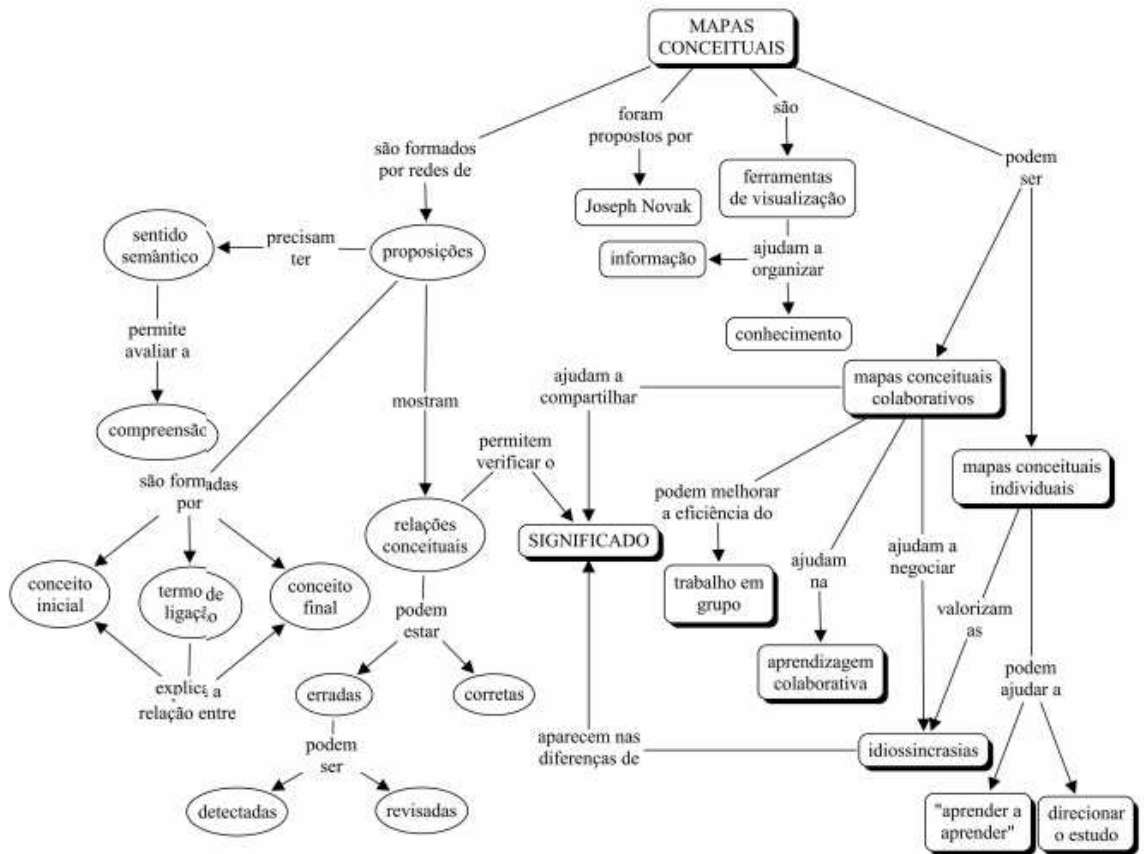 MAPAS
CONCEITUAIS
foram
propostos por
são
são formados
por redes de
podem
ser
Joseph Novak
ferramentas
de visualização
sentido
semântico
precisam
ter
proposições
informação
ajudam a
organizar
conhecimento
permite
avaliar a
mostram
ajudam a
compartilhar
mapas conceituais
colaborativos
compreensão
permitem
verificar o
mapas conceituais
individuais
são formadas
por
podem melhorar
a eficiência do
relações
conceituais
SIGNIFICADO
ajudam
na
ajudam a
negociar
conceito
inicial
termo de
ligação
conceito
final
trabalho em
grupo
valorizam
as
podem
estar
aprendizagem
colaborativa
podem
ajudar a
explica a
relação entre
erradas
corretas
podem
ser
aparecem nas
diferenças de
idiossincrasias
detectadas
revisadas
"aprender a
aprender"
direcionar
o estudo